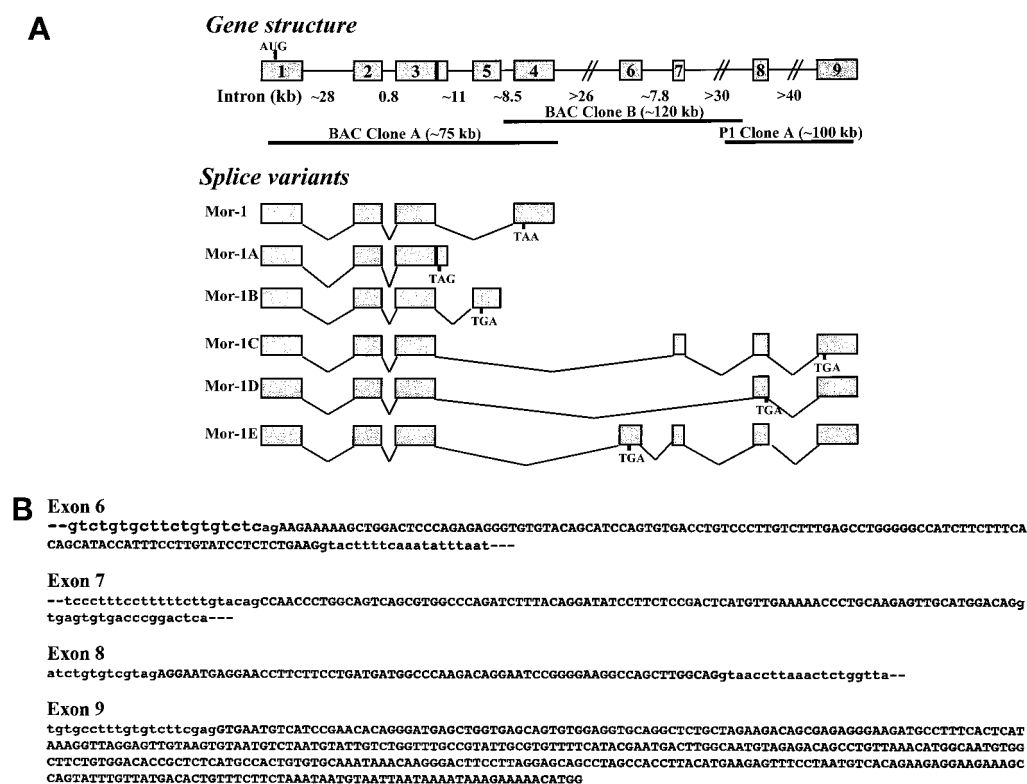 A
Gene structure
AUG
1 2 3 5 4 6 7 8 9
Intron (kb) ~28 0.8 ~11 ~8.5 >26 ~7.8 >30 >40
BAC Clone B (~120 kb)
BAC Clone A (~75 kb)
P1 Clone A (~100 kb)
Splice variants
Mor-1
TAA
Mor-1A
TAG
Mor-1B
TGA
Mor-1C
TGA
Mor-1D
TGA
Mor-1E
TGA
B
Exon 6
--gtctgtgcttctgtgtctcagAAGAAAAAGCTGGACTCCCAGAGAGGGTGTGTACAGCATCCAGTGTGACCTGTCCCTTGTCTTTGAGCCTGGGGGCCATCTTCTTTCA
CAGCATACCATTTCCTTGTATCCTCTCTGAAGgtacttttcaaatatttaat---
Exon 7
--tccctttcctttttcttgtacagCCAACCCTGGCAGTCAGCGTGGCCCAGATCTTTACAGGATATCCTTCTCCGACTCATGTTGAAAAACCCTGCAAGAGTTGCATGGACAGg
tgagtgtgacccggactca---
Exon 8
atctgtgtcgtagAGGAATGAGGAACCTTCTTCCTGATGATGGCCCAAGACAGGAATCCGGGGAAGGCCAGCTTGGCAGgtaaccttaaactctggtta--
Exon 9
tgtgcctttgtgtcttcgagGTGAATGTCATCCGAACACAGGGATGAGCTGGTGAGCAGTGTGGAGGTGCAGGCTCTGCTAGAAGACAGCGAGAGGGAAGATGCCTTTCACTCAT
AAAGGTTAGGAGTTGTAAGTGTAATGTCTAATGTATTGTCTGGTTTGCCGTATTGCGTGTTTTCATACGAATGACTTGGCAATGTAGAGACAGCCTGTTAAACATGGCAATGTGG
CTTCTGTGGACACCGCTCTCATGCCACTGTGTGCAAATAAACAAGGGACTTCCTTAGGAGCAGCCTAGCCACCTTACATGAAGAGTTTCCTAATGTCACAGAAGAGGAAGAAAGC
CAGTATTTGTTATGACACTGTTTCTTCTAAATAATGTAATTAATAAAATAAAGAAAAACATGG